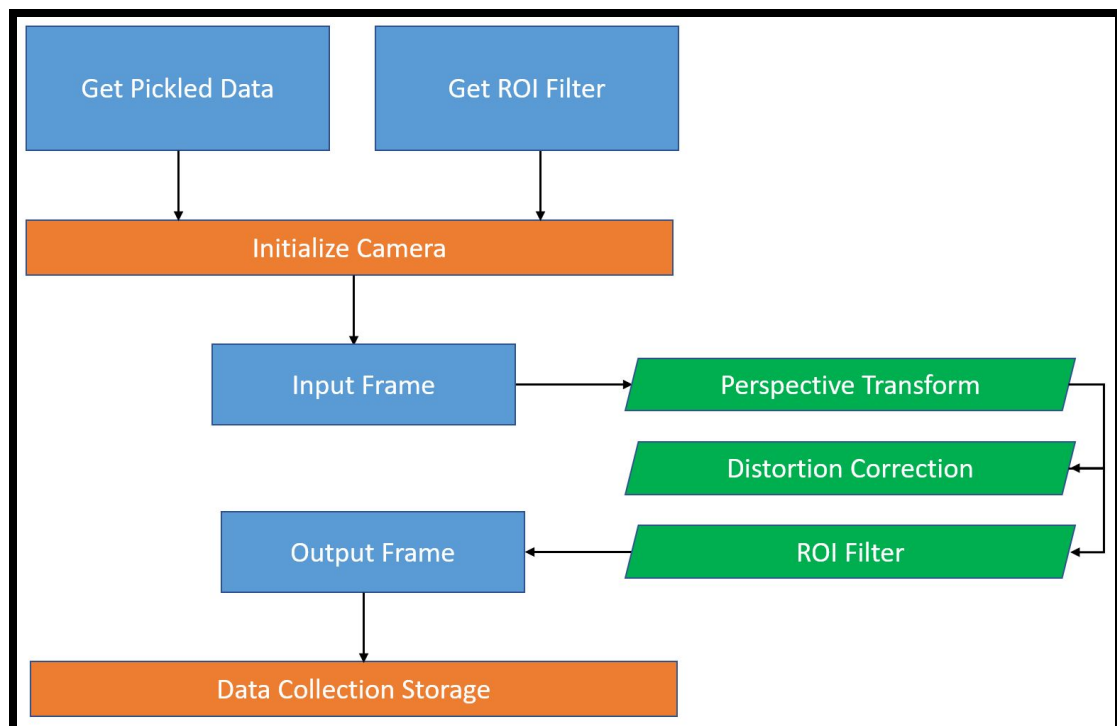 Get Pickled Data
Get ROI Filter
Initialize Camera
Input Frame
Perspective Transform
Distortion Correction
Output Frame
ROI Filter
Data Collection Storage